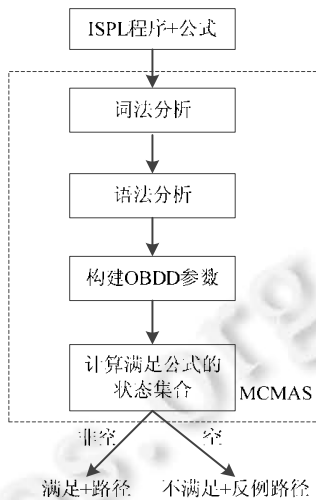 ISPL程序+公式
词法分析
语法分析
构建OBDD参数
计算满足公式的
状态集合
MCMAS
非空
空
满足+路径
不满足+反例路径